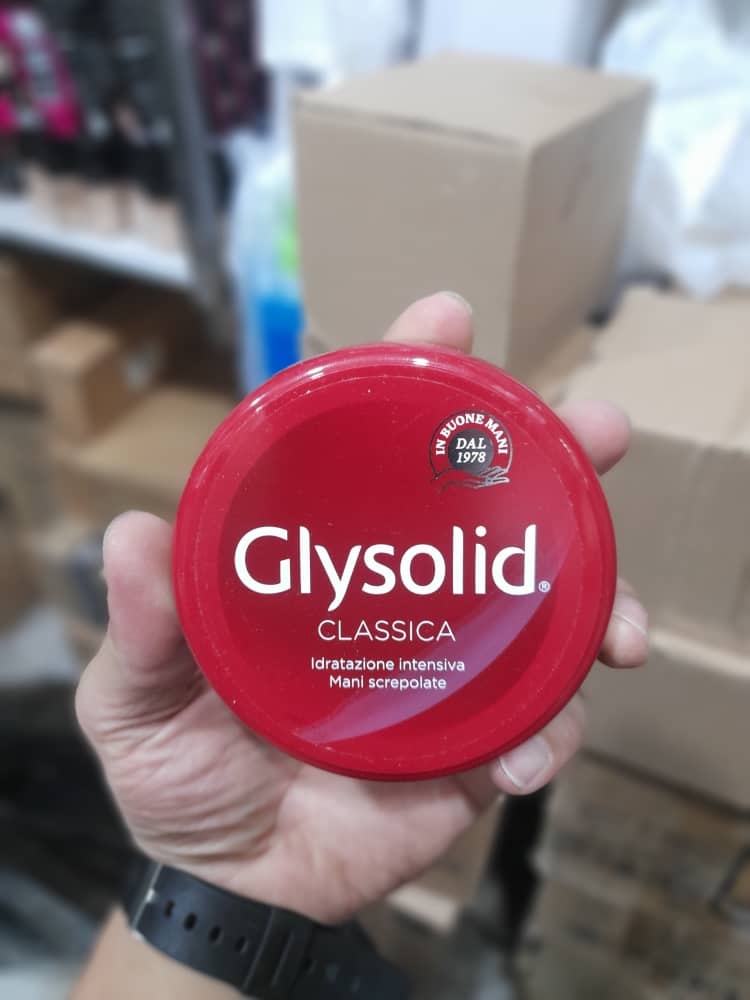 IN BUONE MANI
DAL
1978
Glysolid®
CLASSICA
Idratazione intensiva
Mani screpolate